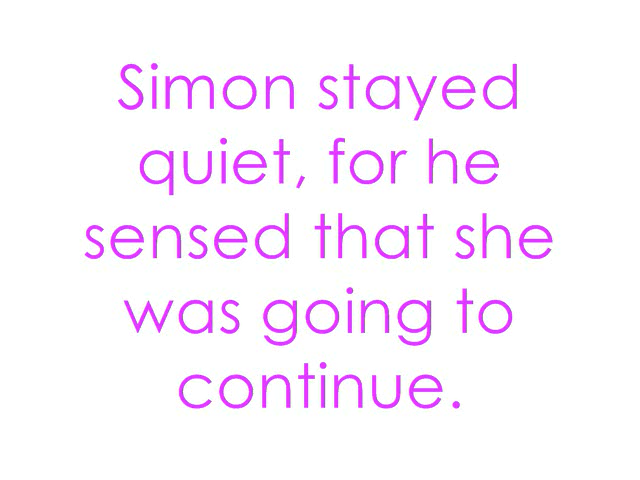 Simon stayed
quiet, for he
sensed that she
was going to
continue.